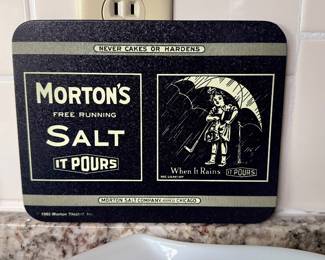 NEVER CAKES OR HARDENS
MORTON'S
FREE RUNNING
SALT
IT POURS
When It Rains IT POURS
MORTON SALT COMPANY CHICAGO